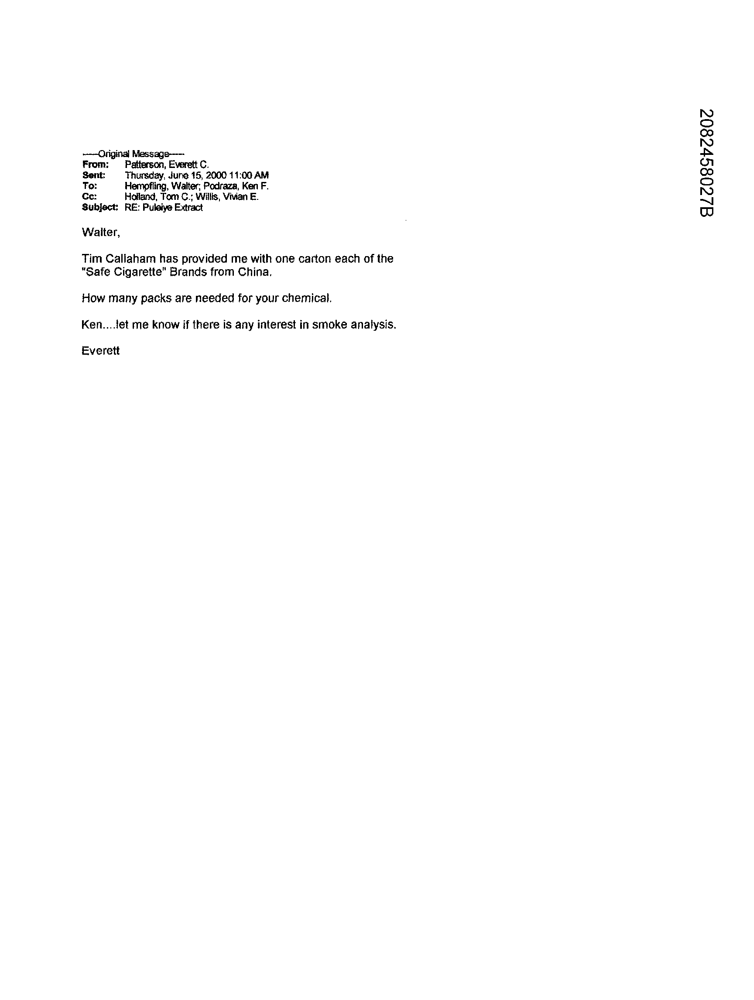 -----Original Message-----
From: Patterson, Everett C.
Sent: Thursday, June 15, 2000 11:00 AM
To: Hempfling, Walter; Podraza, Ken F.
Cc: Holland, Tom C.; Willis, Vivian E.
Subject: RE: Puleiye Extract
Walter,
Tim Callaham has provided me with one carton each of the
"Safe Cigarette" Brands from China.
How many packs are needed for your chemical.
Ken....let me know if there is any interest in smoke analysis.
Everett
2082458027B